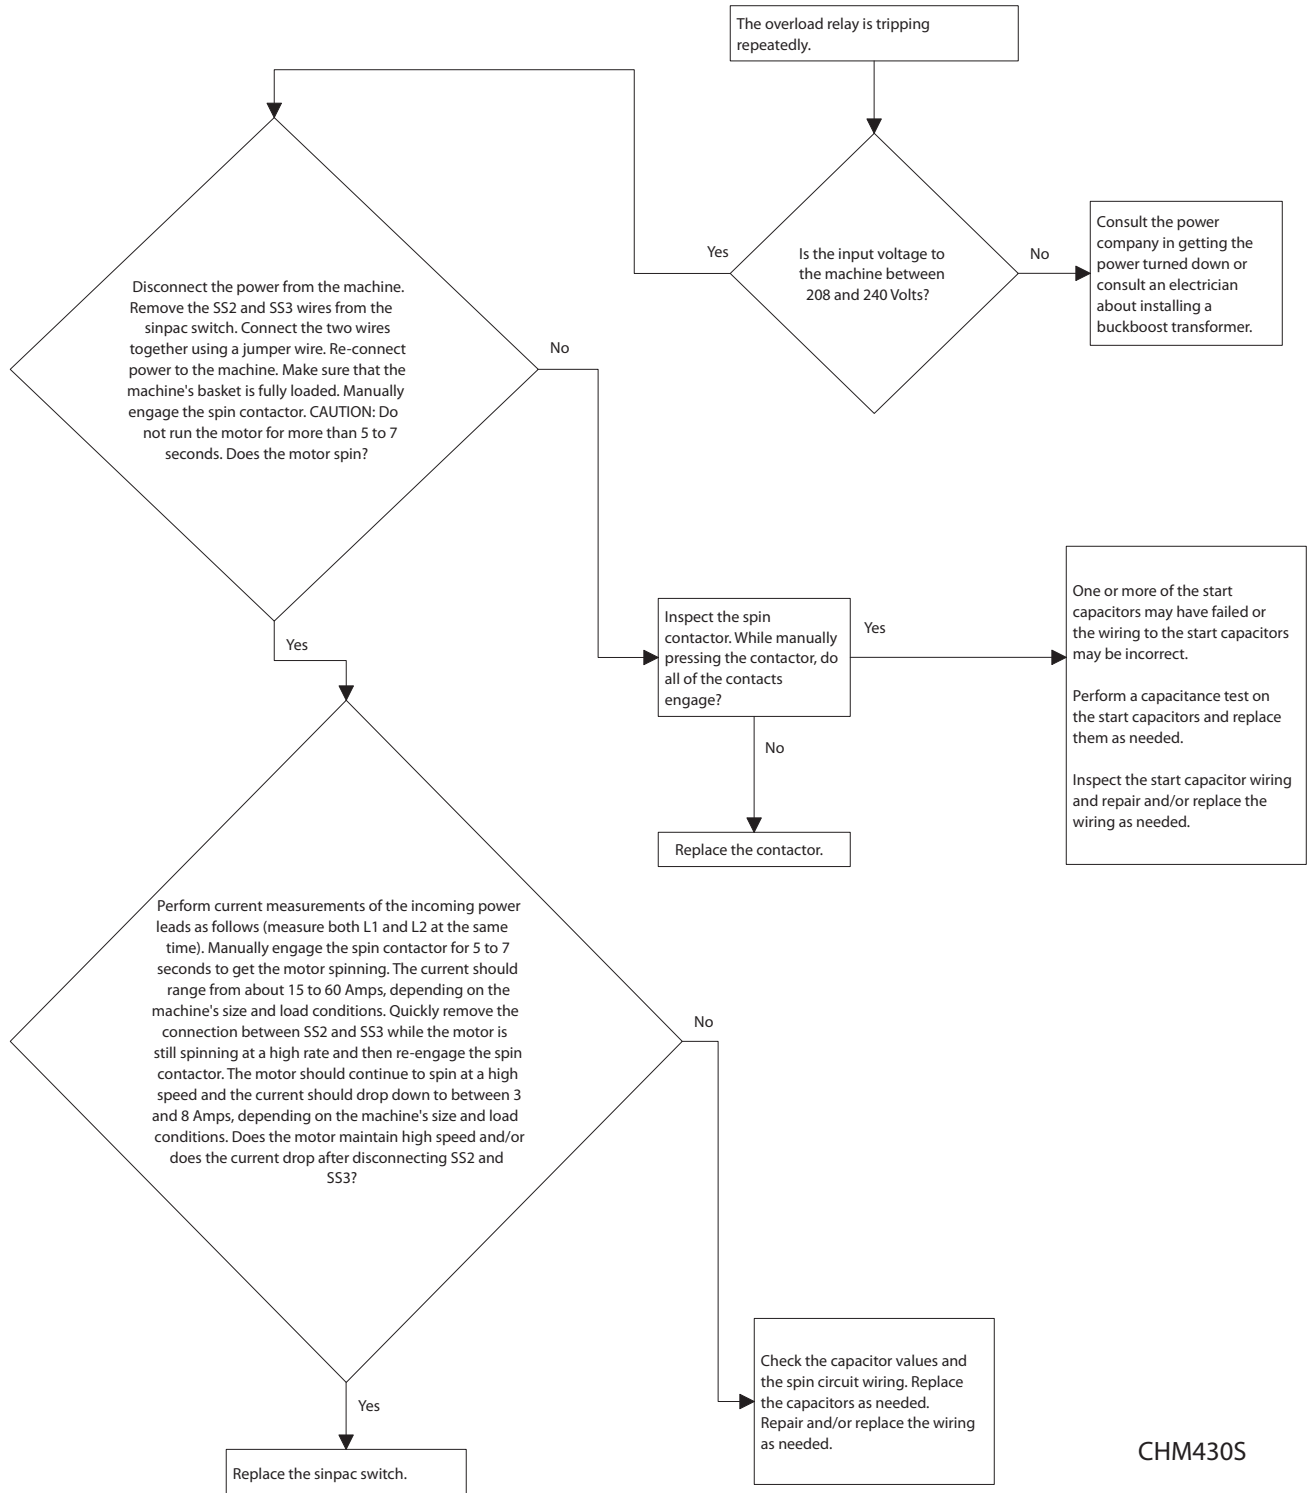 The overload relay is tripping
repeatedly.
Is the input voltage to
the machine between
208 and 240 Volts?
Yes
No
Consult the power
company in getting the
power turned down or
consult an electrician
about installing a
buckboost transformer.
Disconnect the power from the machine.
Remove the SS2 and SS3 wires from the
sinpac switch. Connect the two wires
together using a jumper wire. Re-connect
power to the machine. Make sure that the
machine's basket is fully loaded. Manually
engage the spin contactor. CAUTION: Do
not run the motor for more than 5 to 7
seconds. Does the motor spin?
No
Yes
Inspect the spin
contactor. While manually
pressing the contactor, do
all of the contacts
engage?
Yes
No
One or more of the start
capacitors may have failed or
the wiring to the start capacitors
may be incorrect.
Perform a capacitance test on
the start capacitors and replace
them as needed.
Inspect the start capacitor wiring
and repair and/or replace the
wiring as needed.
Replace the contactor.
Perform current measurements of the incoming power
leads as follows (measure both L1 and L2 at the same
time). Manually engage the spin contactor for 5 to 7
seconds to get the motor spinning. The current should
range from about 15 to 60 Amps, depending on the
machine's size and load conditions. Quickly remove the
connection between SS2 and SS3 while the motor is
still spinning at a high rate and then re-engage the spin
contactor. The motor should continue to spin at a high
speed and the current should drop down to between 3
and 8 Amps, depending on the machine's size and load
conditions. Does the motor maintain high speed and/or
does the current drop after disconnecting SS2 and
SS3?
No
Yes
Check the capacitor values and
the spin circuit wiring. Replace
the capacitors as needed.
Repair and/or replace the wiring
as needed.
Replace the sinpac switch.
CHM430S